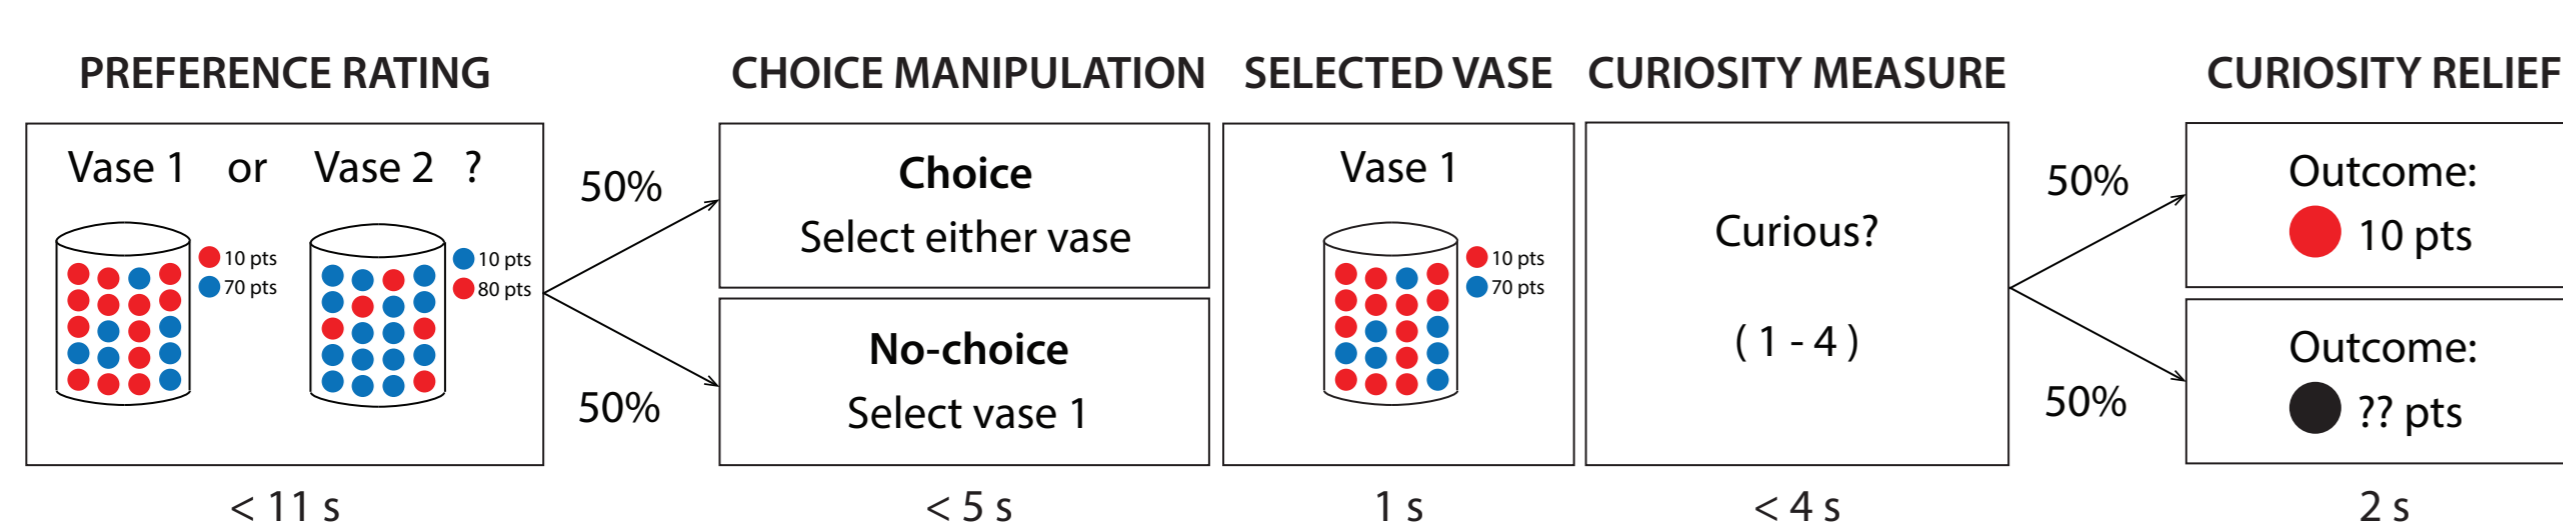 PREFERENCE RATING
Vase 1 or Vase 2 ?
10 pts
70 pts
10 pts
80 pts
< 11 s
50%
50%
CHOICE MANIPULATION
Choice
Select either vase
No-choice
Select vase 1
< 5 s
SELECTED VASE
Vase 1
10 pts
70 pts
1 s
CURIOSITY MEASURE
Curious?
( 1 - 4 )
< 4 s
50%
50%
CURIOSITY RELIEF
Outcome:
10 pts
Outcome:
?? pts
2 s